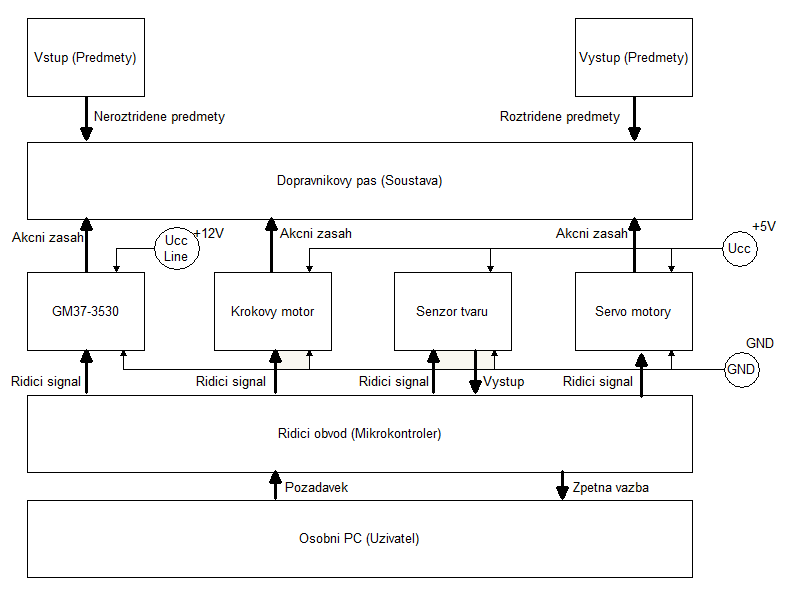 Vstup (Predmety)
Vystup (Predmety)
Neroztridene predmety
Roztridene predmety
Dopravnikovy pas (Soustava)
Akcni zasah
Ucc
Line
+12V
Akcni zasah
Akcni zasah
+5V
Ucc
GM37-3530
Krokovy motor
Senzor tvaru
Servo motory
GND
GND
Ridici signal
Ridici signal
Ridici signal
Vystup
Ridici signal
Ridici obvod (Mikrokontroler)
Pozadavek
Zpetna vazba
Osobni PC (Uzivatel)